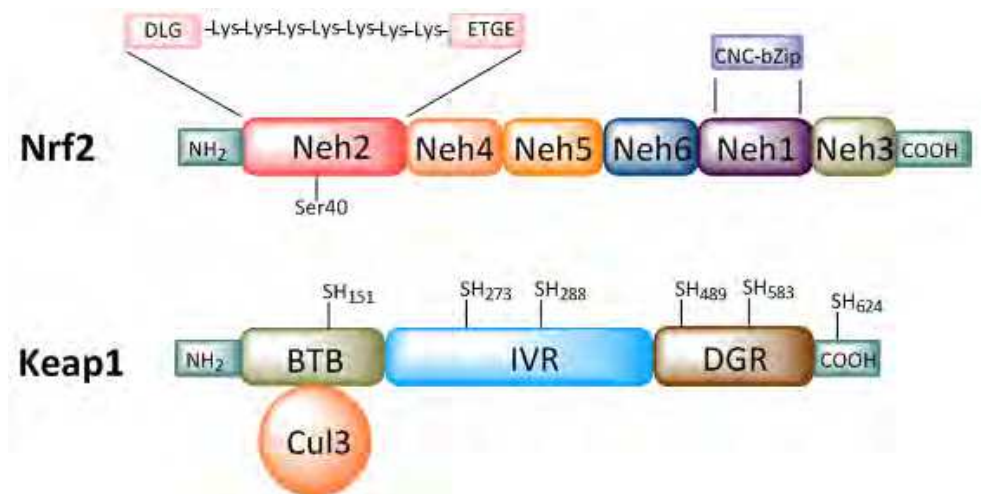 DLG -Lys-Lys-Lys-Lys-Lys-Lys-Lys- ETGE
CNC-bZip
Nrf2 NH2 Neh2 Neh4 Neh5 Neh6 Neh1 Neh3 COOH
Ser40
SH151 SH273 SH288 SH489 SH583 SH624
Keap1 NH2 BTB IVR DGR COOH
Cul3